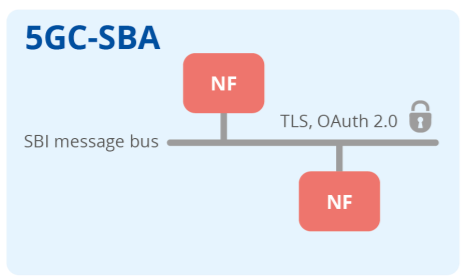 5GC-SBA
NF
TLS, OAuth 2.0
SBI message bus
NF